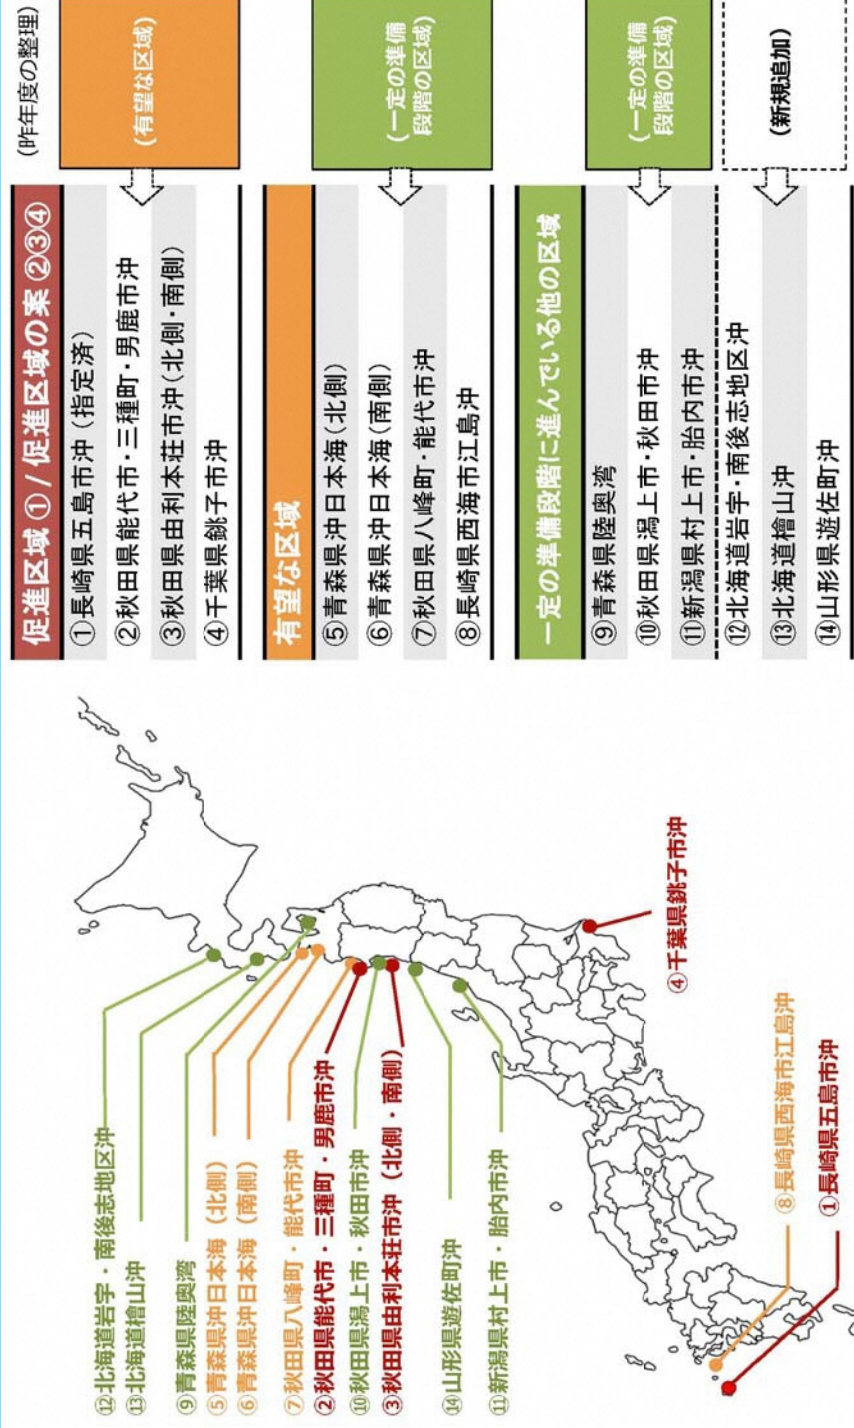 (昨年度の整理)
促進区域 ① / 促進区域の案 ②③④
①長崎県五島市沖 (指定済)
②秋田県能代市・三種町・男鹿市沖
③秋田県由利本荘市沖(北側・南側)
④千葉県銚子市沖
(有望な区域)
有望な区域
⑤青森県沖日本海(北側)
⑥青森県沖日本海(南側)
⑦秋田県八峰町・能代市沖
⑧長崎県西海市江島沖
(一定の準備
段階の区域)
一定の準備段階に進んでいる他の区域
⑨青森県陸奥湾
⑩秋田県潟上市・秋田市沖
⑪新潟県村上市・胎内市沖
⑫北海道岩宇・南後志地区沖
⑬北海道檜山沖
⑭山形県遊佐町沖
(一定の準備
段階の区域)
(新規追加)
⑫北海道岩宇・南後志地区沖
⑬北海道檜山沖
⑨青森県陸奥湾
⑤青森県沖日本海(北側)
⑥青森県沖日本海(南側)
⑦秋田県八峰町・能代市沖
②秋田県能代市・三種町・男鹿市沖
⑩秋田県潟上市・秋田市沖
③秋田県由利本荘市沖(北側・南側)
⑭山形県遊佐町沖
⑪新潟県村上市・胎内市沖
④千葉県銚子市沖
⑧長崎県西海市江島沖
①長崎県五島市沖